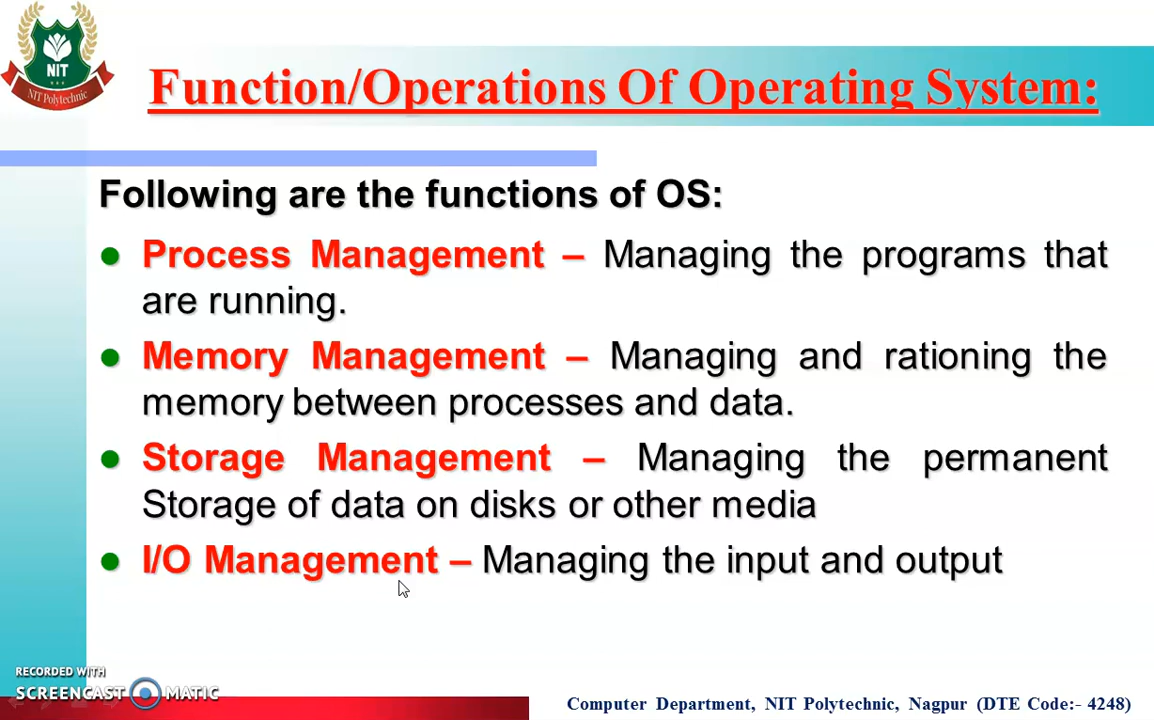 NIT
NIT Polytechnic
Function/Operations Of Operating System:
Following are the functions of OS:
Process Management – Managing the programs that
are running.
Memory Management – Managing and rationing the
memory between processes and data.
Storage Management – Managing the permanent
Storage of data on disks or other media
I/O Management – Managing the input and output
RECORDED WITH
SCREENCAST MATIC
Computer Department, NIT Polytechnic, Nagpur (DTE Code:- 4248)